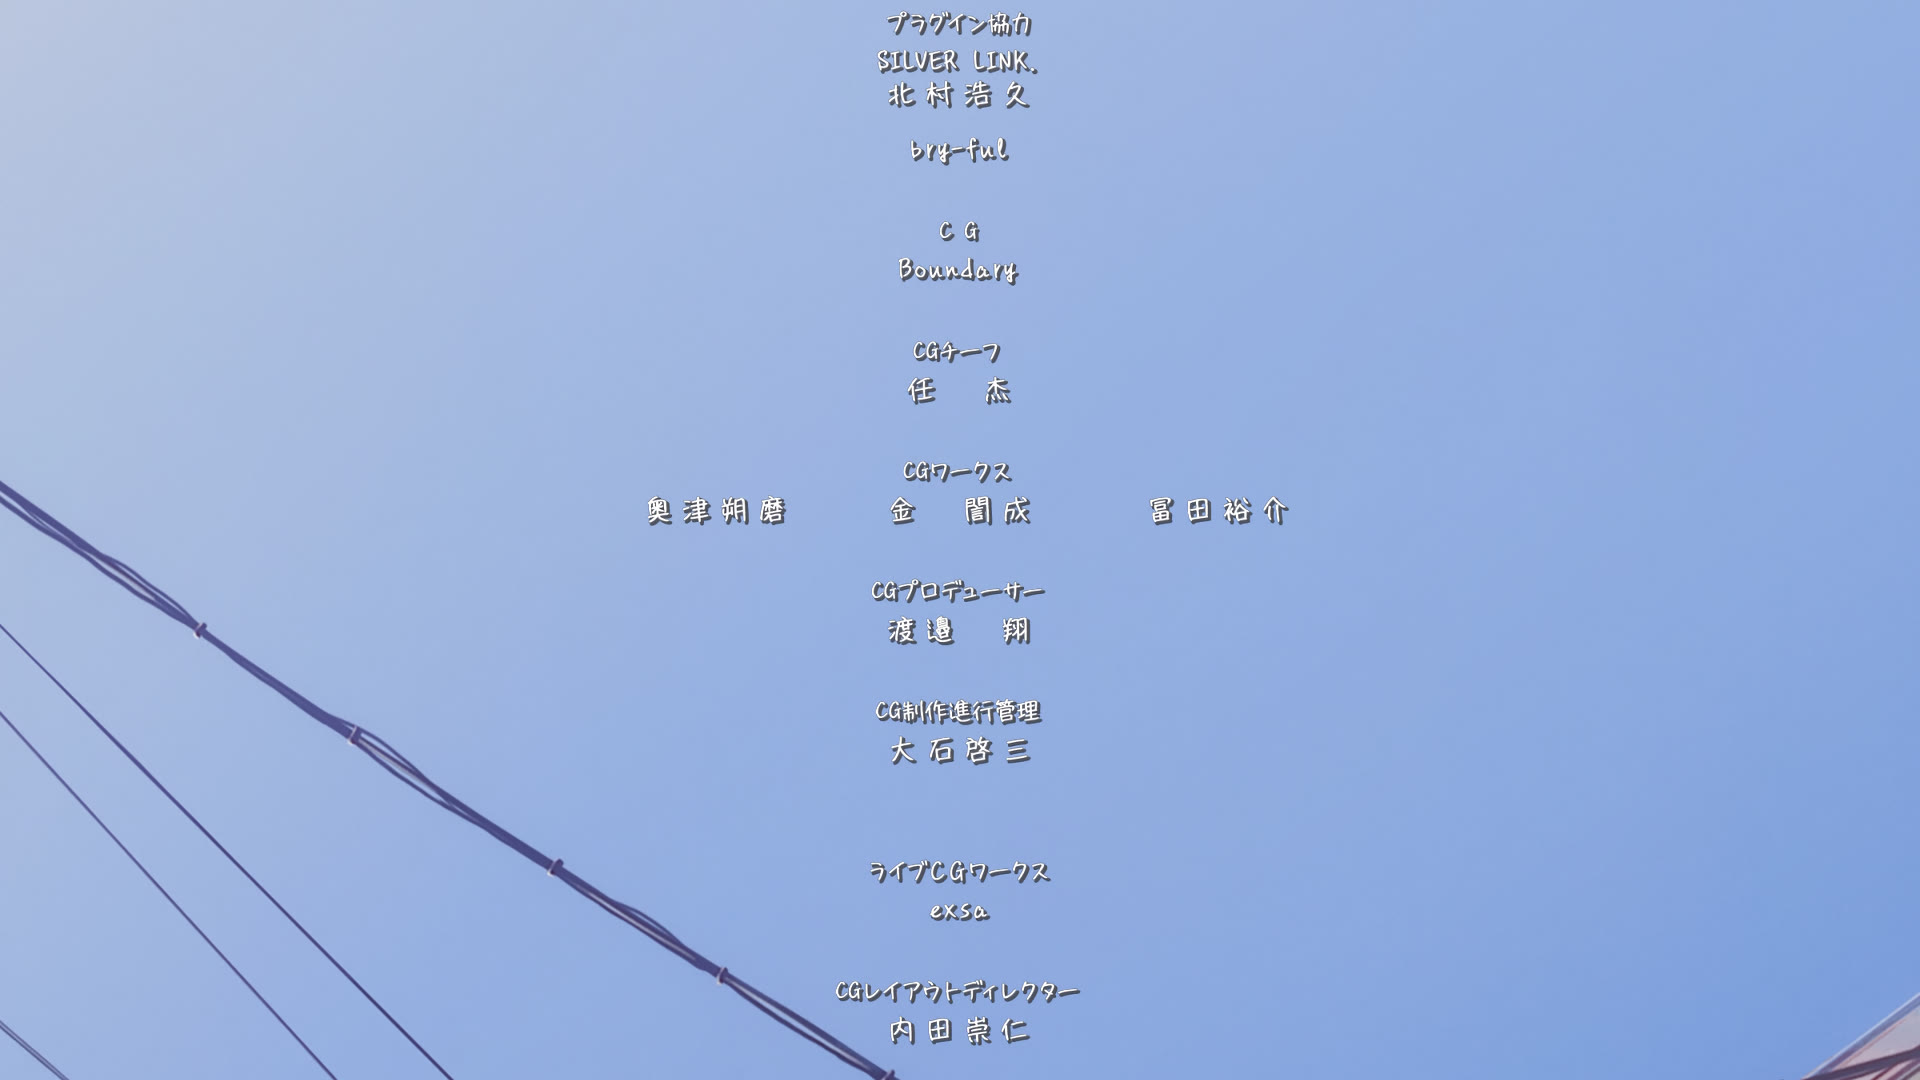 プラグイン協力
SILVER LINK.
北村浩久
bry-ful
CG
Boundary
CGチーフ
任 杰
CGワークス
奥津朔磨 金 誾成 冨田裕介
CGプロデューサー
渡邉 翔
CG制作進行管理
大石啓三
ライブCGワークス
exsa
CGレイアウトディレクター
内田崇仁